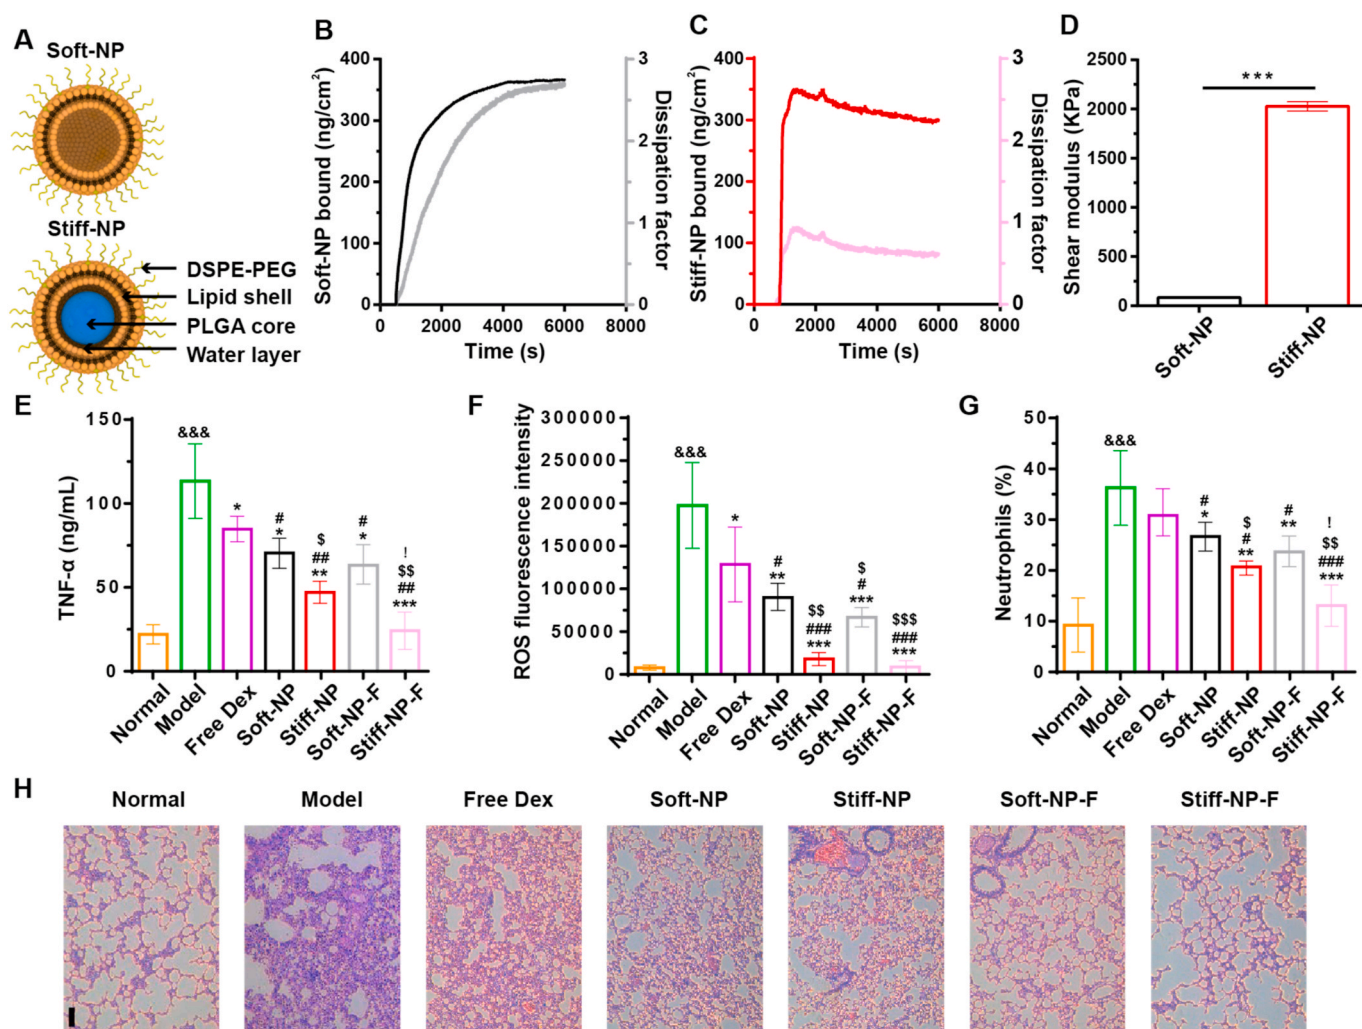 A
Soft-NP
Stiff-NP
DSPE-PEG
Lipid shell
PLGA core
Water layer
B
Soft-NP bound (ng/cm²)
400
300
200
100
0
3
2
1
0
Dissipation factor
0 2000 4000 6000 8000
Time (s)
C
Stiff-NP bound (ng/cm²)
400
300
200
100
0
3
2
1
0
Dissipation factor
0 2000 4000 6000 8000
Time (s)
D
Shear modulus (KPa)
2500
2000
1750
1500
1250
1000
500
0
***
Soft-NP
Stiff-NP
E
TNF-α (ng/mL)
150
100
50
0
&&&
*
#
*
$
##
**
#
*
!
$$
##
***
Normal
Model
Free Dex
Soft-NP
Stiff-NP
Soft-NP-F
Stiff-NP-F
F
ROS fluorescence intensity
300000
250000
200000
150000
100000
50000
0
&&&
*
#
**
$$
###
***
$
#
***
$$$
###
***
Normal
Model
Free Dex
Soft-NP
Stiff-NP
Soft-NP-F
Stiff-NP-F
G
Neutrophils (%)
50
40
30
20
10
0
&&&
#
*
$
#
**
#
**
!
$$
###
***
Normal
Model
Free Dex
Soft-NP
Stiff-NP
Soft-NP-F
Stiff-NP-F
H
Normal Model Free Dex Soft-NP Stiff-NP Soft-NP-F Stiff-NP-F